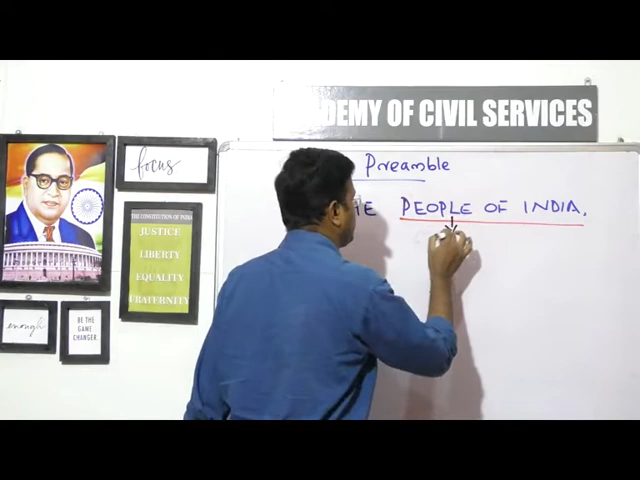 DEMY OF CIVIL SERVICES
focus
Preamble
THE CONSTITUTION OF INDIA
JUSTICE
LIBERTY
EQUALITY
FRATERNITY
PEOPLE OF INDIA.
enough
BE THE
GAME
CHANGER